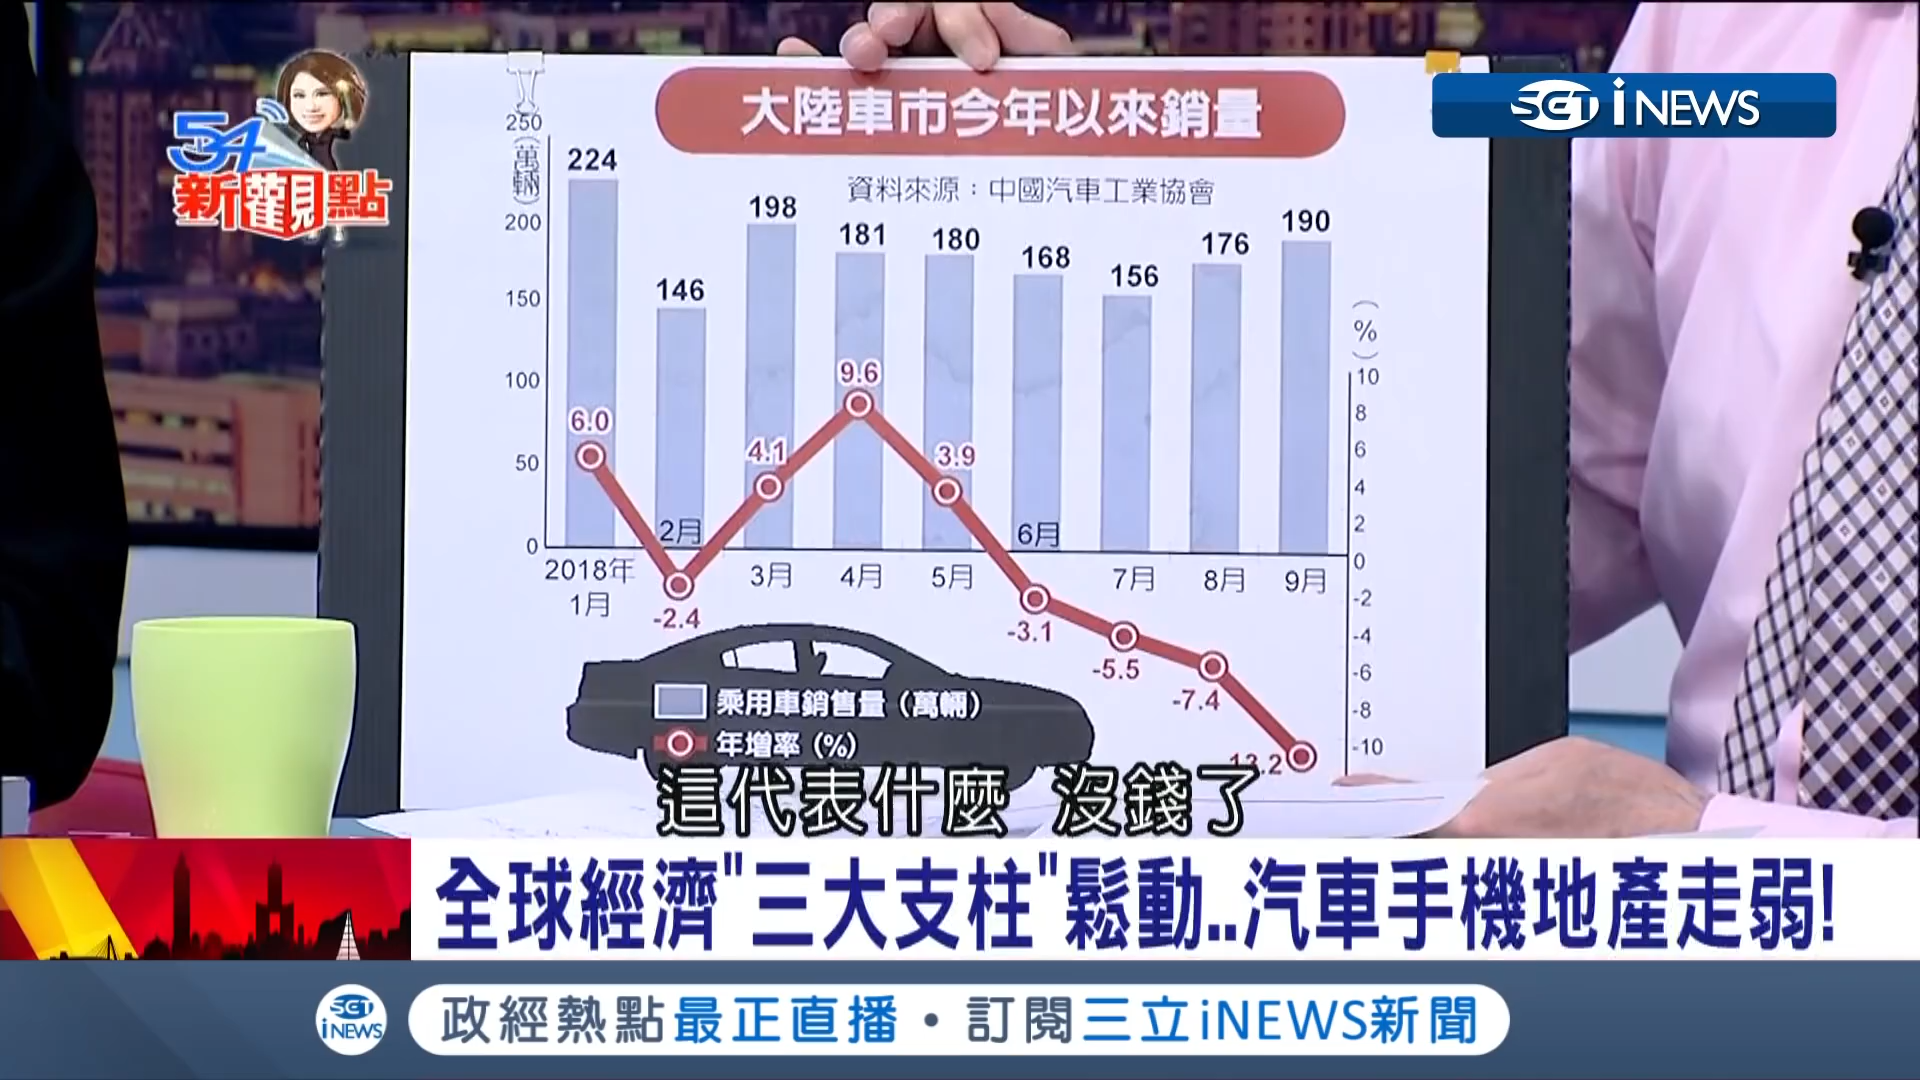 54
新觀點
SET iNEWS
大陸車市今年以來銷量
資料來源：中國汽車工業協會
250
(萬輛)
200
150
100
50
0
224
146
198
181
180
168
156
176
190
6.0
-2.4
4.1
9.6
3.9
-3.1
-5.5
-7.4
-13.2
(%)
10
8
6
4
2
0
-2
-4
-6
-8
-10
2018年
1月
2月
3月
4月
5月
6月
7月
8月
9月
乘用車銷售量（萬輛）
年增率（%）
這代表什麼 沒錢了
全球經濟"三大支柱"鬆動..汽車手機地產走弱!
SET iNEWS
政經熱點最正直播・訂閱三立iNEWS新聞